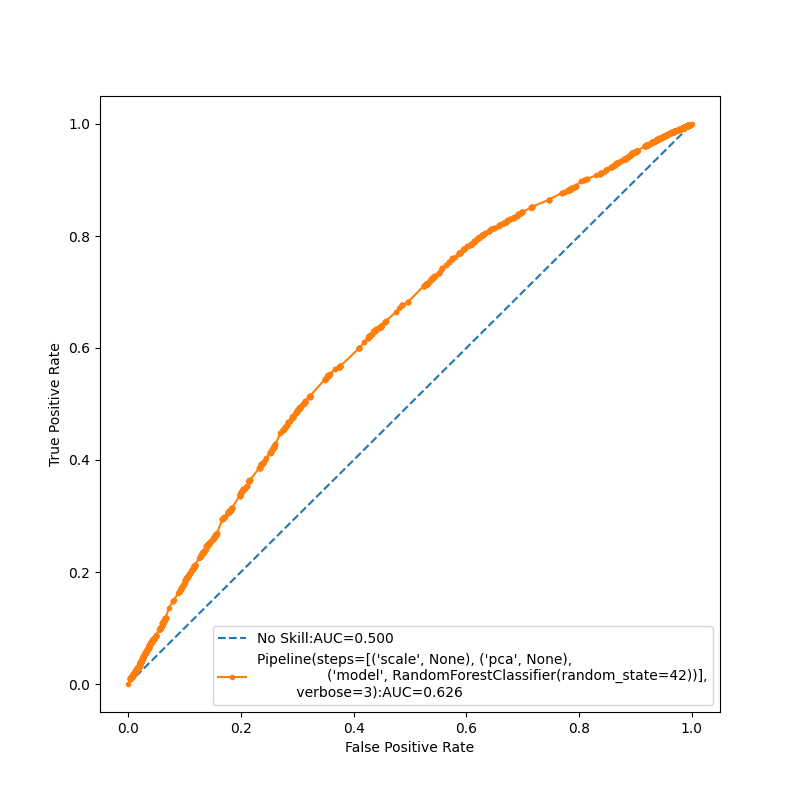 1.0
0.8
0.6
0.4
0.2
0.0
True Positive Rate
No Skill:AUC=0.500
Pipeline(steps=[('scale', None), ('pca', None),
('model', RandomForestClassifier(random_state=42))],
verbose=3):AUC=0.626
0.0 0.2 0.4 0.6 0.8 1.0
False Positive Rate